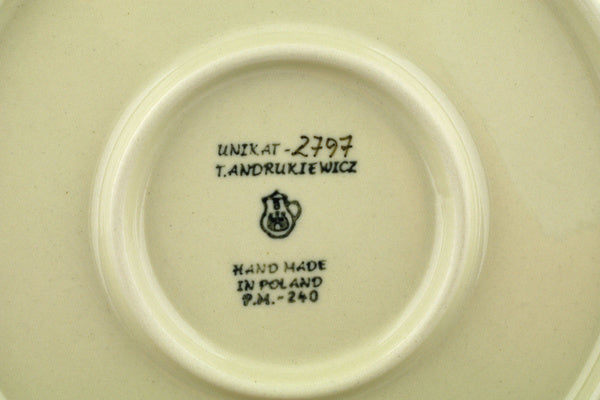 UNIKAT - 2797
T. ANDRUKIEWICZ
HAND MADE
IN POLAND
P.M. - 240